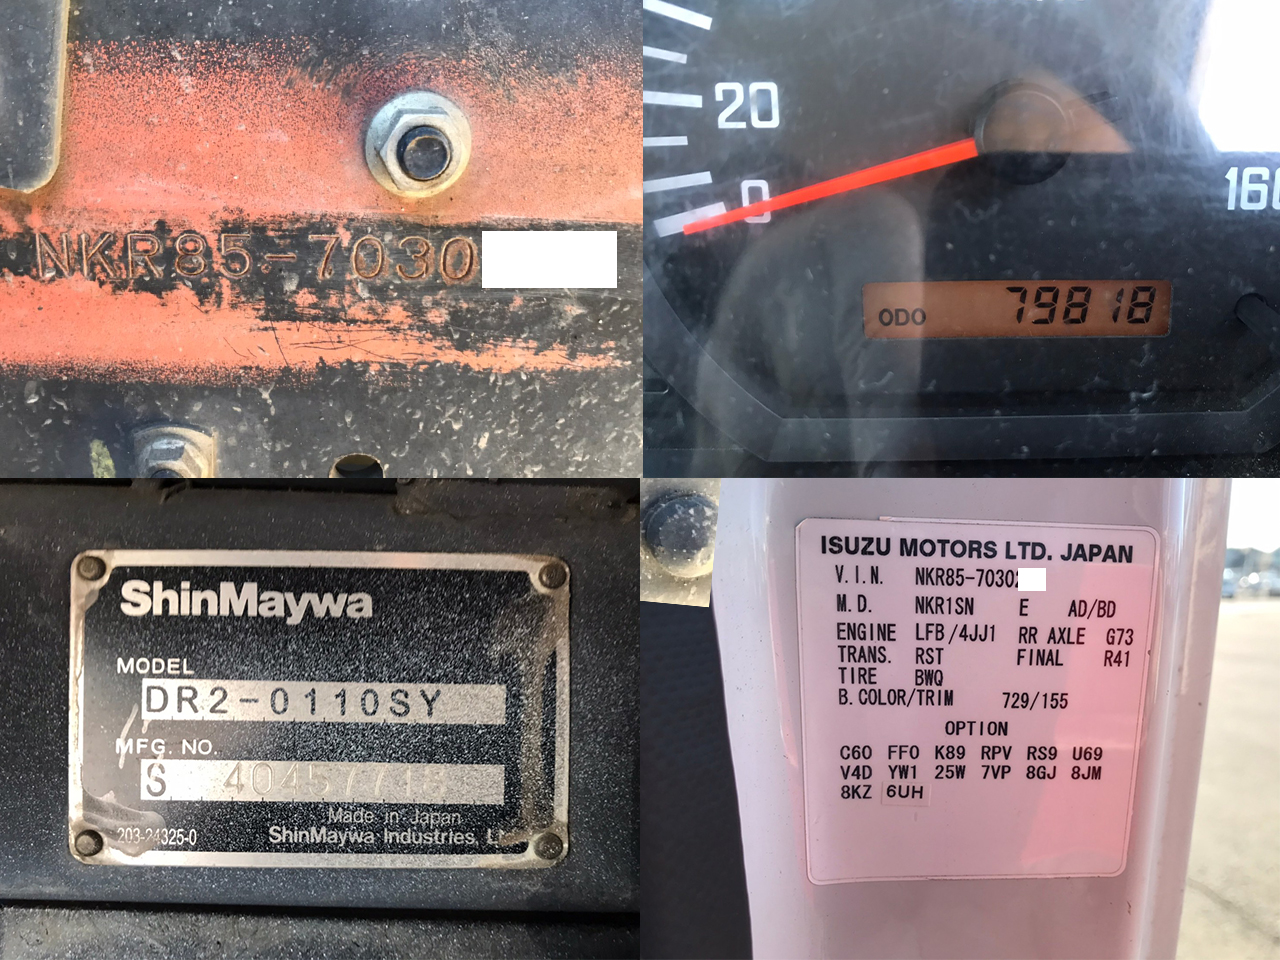 NKR85-7030
20
0
160
ODO 79818
ShinMaywa
MODEL
DR2-0110SY
MFG. NO.
S
203-24325-0
Made in Japan
ShinMaywa Industries,
ISUZU MOTORS LTD. JAPAN
V.I.N. NKR85-7030
M.D. NKR1SN E AD/BD
ENGINE LFB/4JJ1 RR AXLE G73
TRANS. RST FINAL R41
TIRE BWQ
B.COLOR/TRIM 729/155
OPTION
C60 FF0 K89 RPV RS9 U69
V4D YW1 25W 7VP 8GJ 8JM
8KZ 6UH